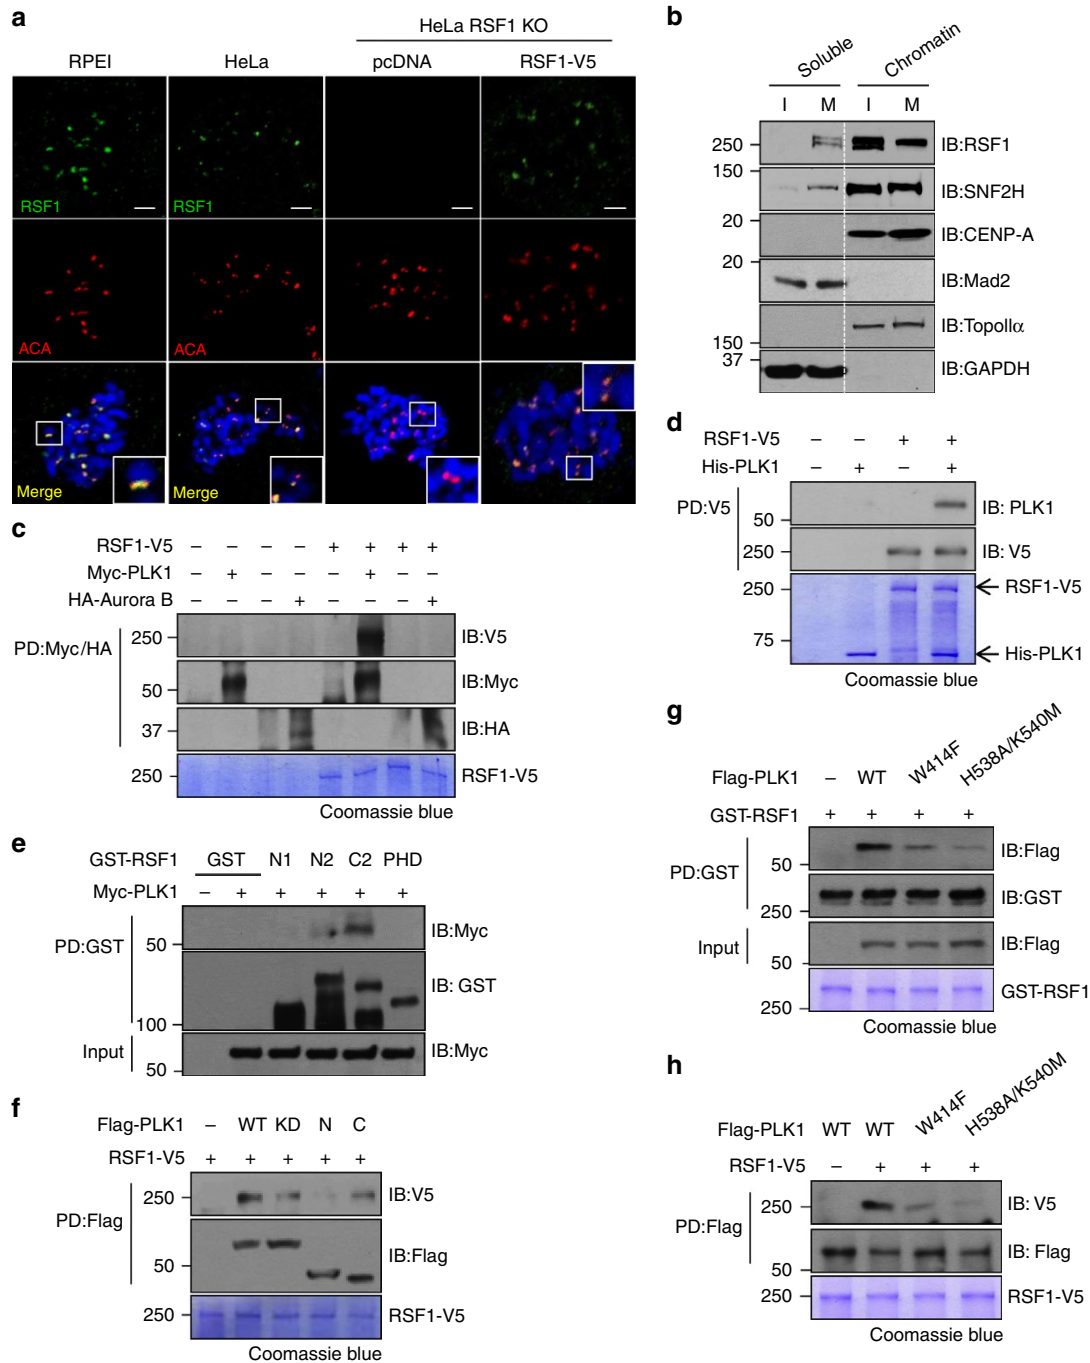 a
HeLa RSF1 KO
RPEI HeLa pcDNA RSF1-V5
RSF1 RSF1
ACA ACA
Merge Merge
b
Soluble Chromatin
I M I M
250 IB:RSF1
150
IB:SNF2H
20
IB:CENP-A
20
IB:Mad2
IB:TopoIIα
150
37
IB:GAPDH
c
RSF1-V5 – – – – + + + +
Myc-PLK1 – + – – – + – –
HA-Aurora B – – – + – – – +
PD:Myc/HA
250 IB:V5
50 IB:Myc
37 IB:HA
250 RSF1-V5
Coomassie blue
d
RSF1-V5 – – + +
His-PLK1 – + – +
PD:V5
50 IB: PLK1
250 IB: V5
250 RSF1-V5
75
His-PLK1
Coomassie blue
e
GST-RSF1 GST N1 N2 C2 PHD
Myc-PLK1 – + + + + +
PD:GST
50 IB:Myc
IB: GST
100
Input IB:Myc
50
f
Flag-PLK1 – WT KD N C
RSF1-V5 + + + + +
PD:Flag
250 IB:V5
IB:Flag
50
250 RSF1-V5
Coomassie blue
g
Flag-PLK1 – WT W414F H538A/K540M
GST-RSF1 + + + +
PD:GST
IB:Flag
50
IB:GST
250
Input IB:Flag
50
GST-RSF1
250
Coomassie blue
h
Flag-PLK1 WT WT W414F H538A/K540M
RSF1-V5 – + + +
PD:Flag
250 IB: V5
IB: Flag
50
250 RSF1-V5
Coomassie blue